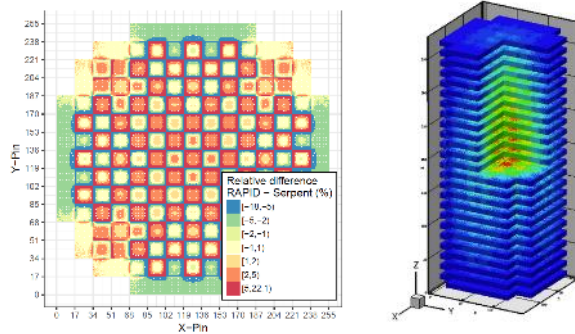 255
238
221
204
187
170
153
136
119
102
85
68
51
34
17
0
Y-Pin
0 17 34 51 68 85 102 119 136 153 170 187 204 221 238 255
X-Pin
Relative difference
RAPID - Serpent (%)
[-10,-5)
[-5,-2)
[-2,-1)
[-1,1)
[1,2)
[2,5)
[5,22.1)
Z
X
Y